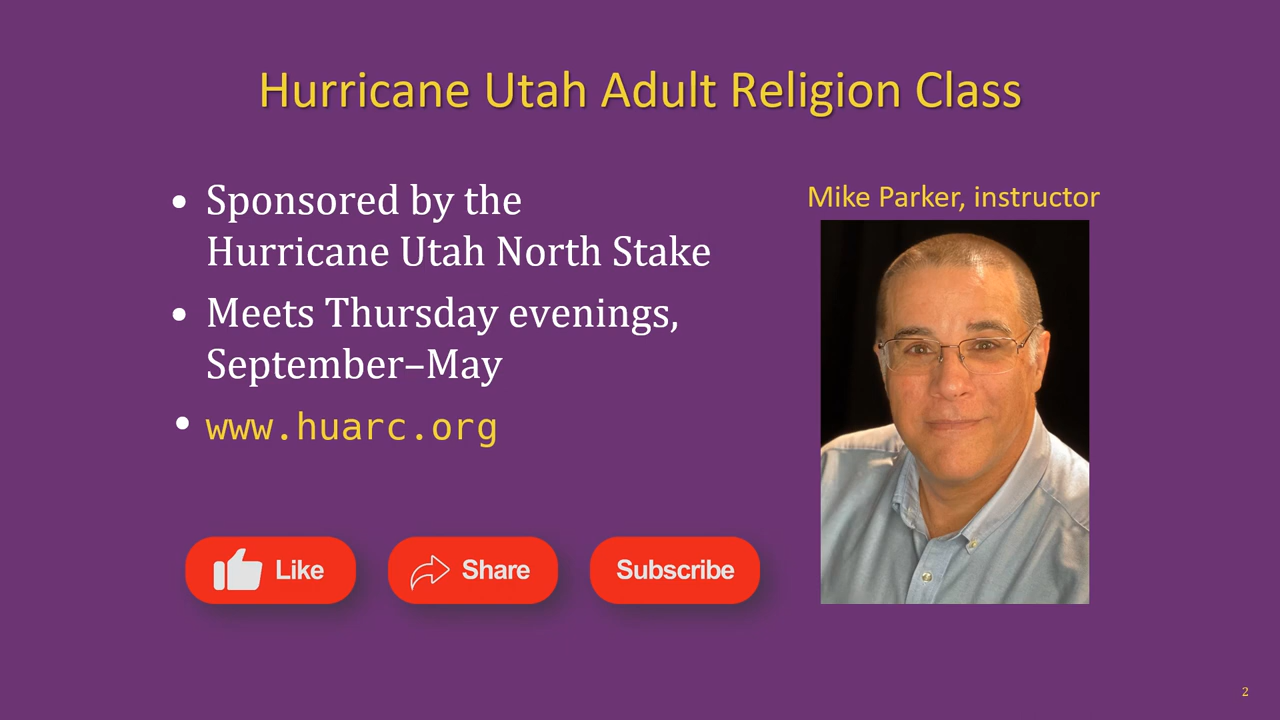 Hurricane Utah Adult Religion Class
• Sponsored by the
Hurricane Utah North Stake
• Meets Thursday evenings,
September–May
• www.huarc.org
Mike Parker, instructor
Like
Share
Subscribe
2